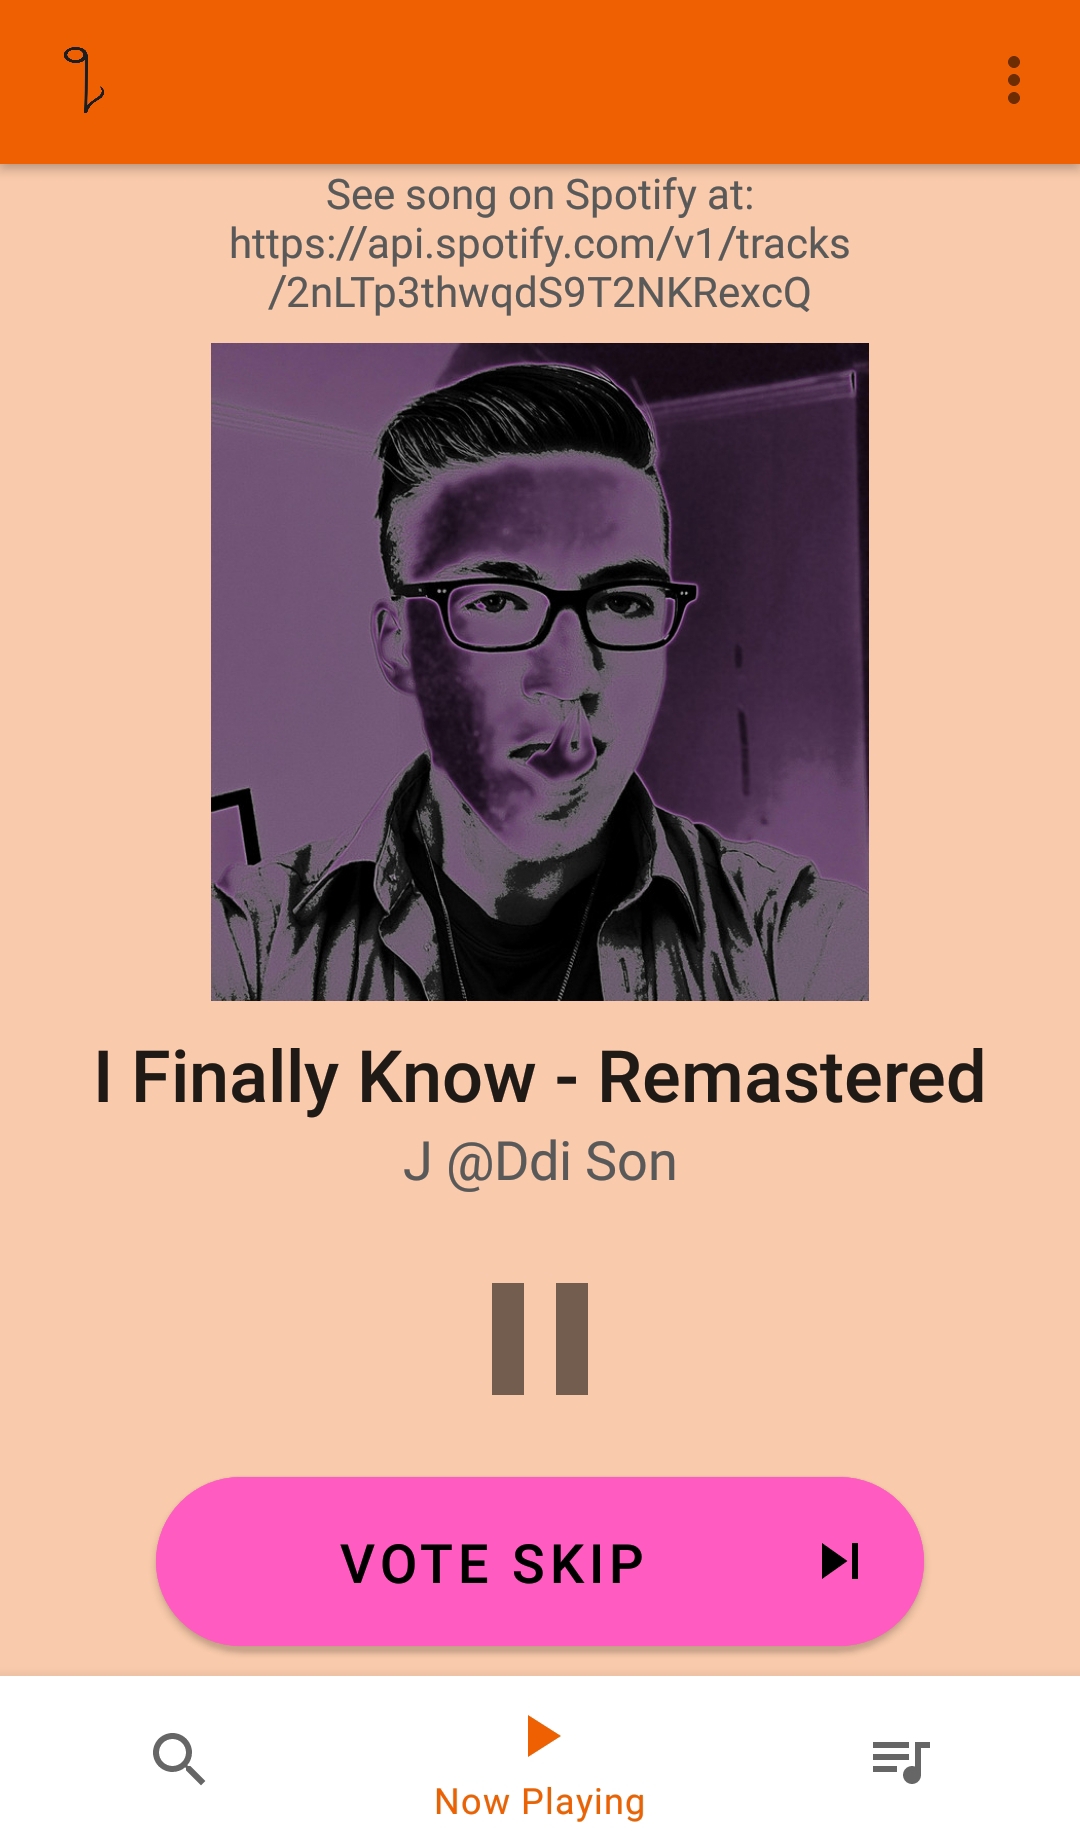 See song on Spotify at:
https://api.spotify.com/v1/tracks
/2nLTp3thwqdS9T2NKRexcQ
I Finally Know - Remastered
J @Ddi Son
VOTE SKIP
Now Playing